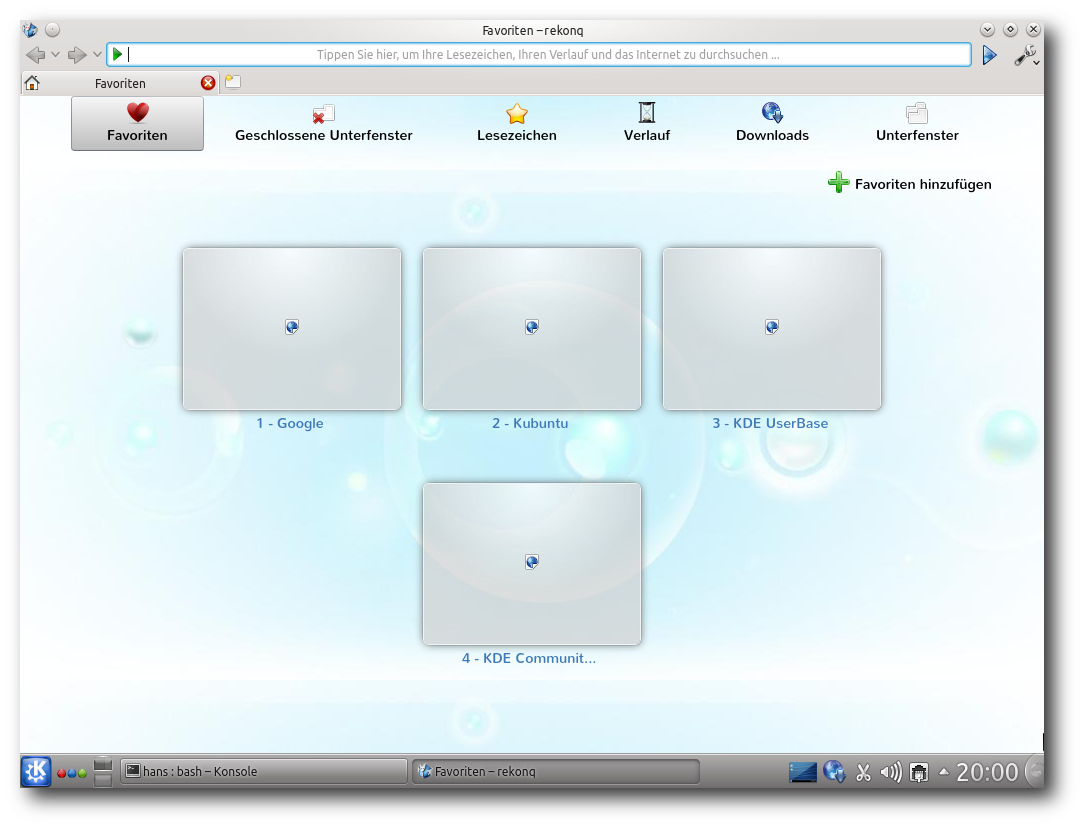 Favoriten – rekonq
Tippen Sie hier, um Ihre Lesezeichen, Ihren Verlauf und das Internet zu durchsuchen ...
Favoriten
Favoriten
Geschlossene Unterfenster
Lesezeichen
Verlauf
Downloads
Unterfenster
Favoriten hinzufügen
1 - Google
2 - Kubuntu
3 - KDE UserBase
4 - KDE Communit...
hans : bash – Konsole
Favoriten – rekonq
20:00